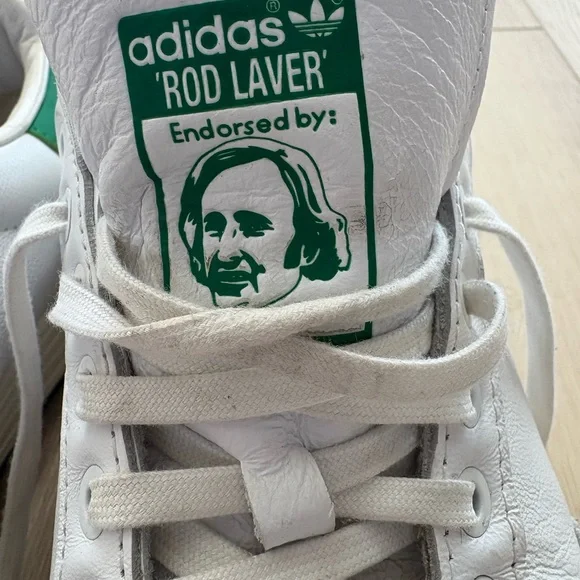 adidas®
'ROD LAVER'
Endorsed by: